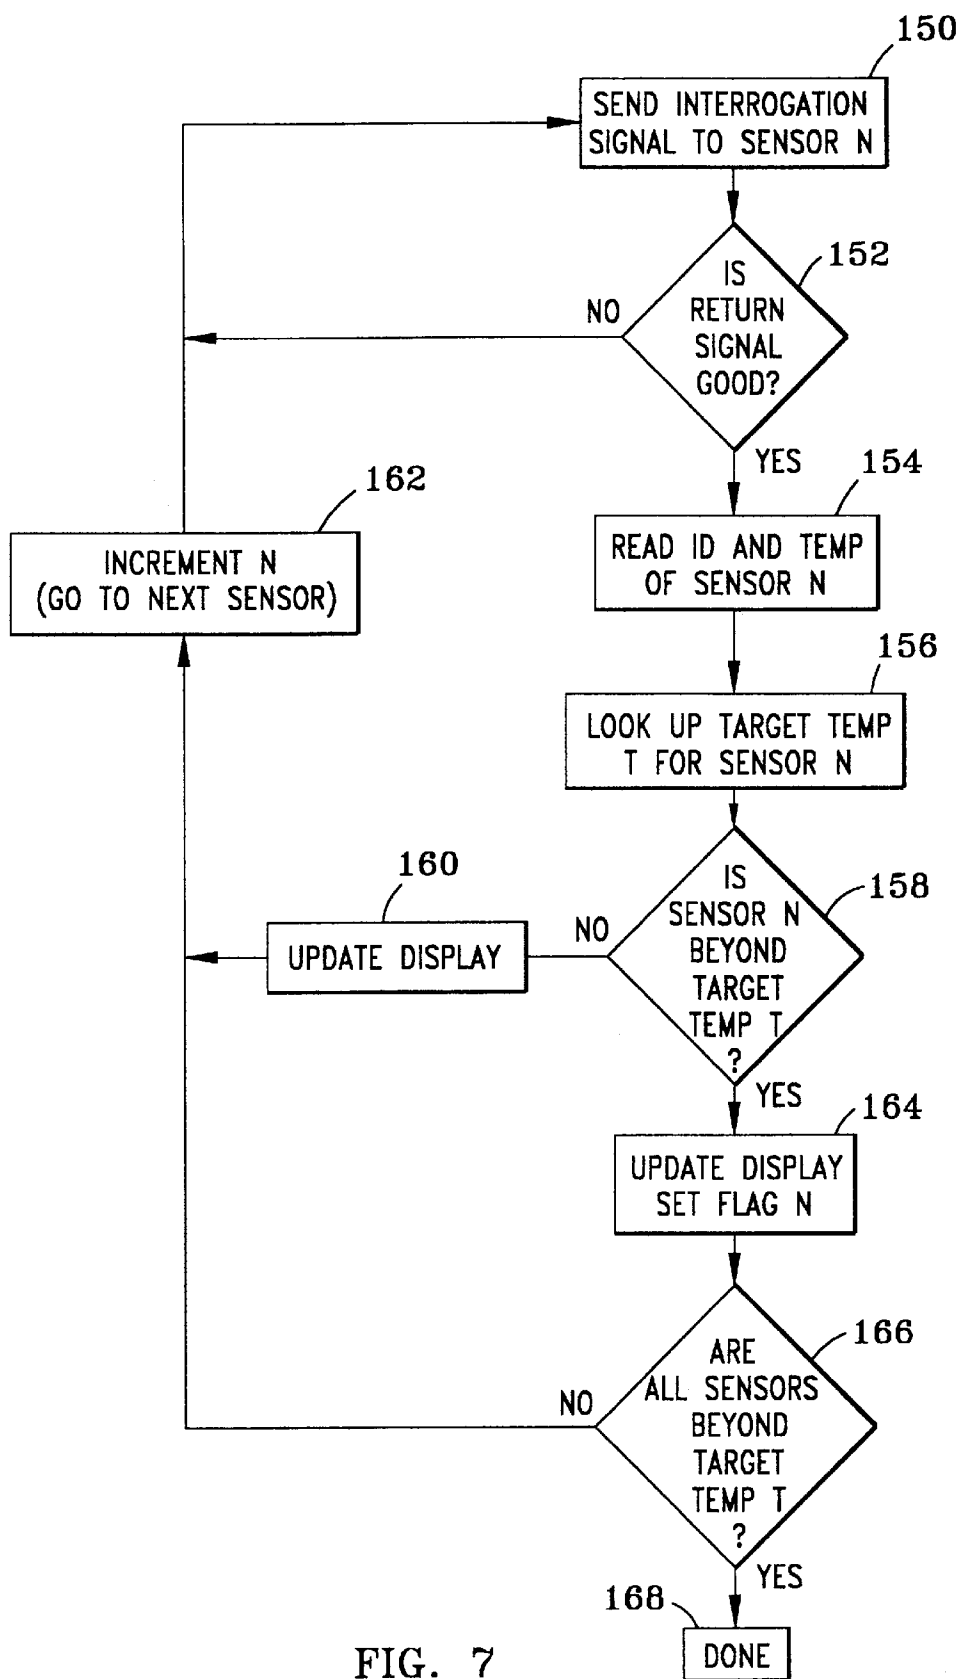 150
SEND INTERROGATION
SIGNAL TO SENSOR N
152
IS
RETURN
SIGNAL
GOOD?
NO
YES
162
INCREMENT N
(GO TO NEXT SENSOR)
154
READ ID AND TEMP
OF SENSOR N
156
LOOK UP TARGET TEMP
T FOR SENSOR N
158
IS
SENSOR N
BEYOND
TARGET
TEMP T
?
NO
160
UPDATE DISPLAY
YES
164
UPDATE DISPLAY
SET FLAG N
166
ARE
ALL SENSORS
BEYOND
TARGET
TEMP T
?
NO
YES
168
DONE
FIG. 7